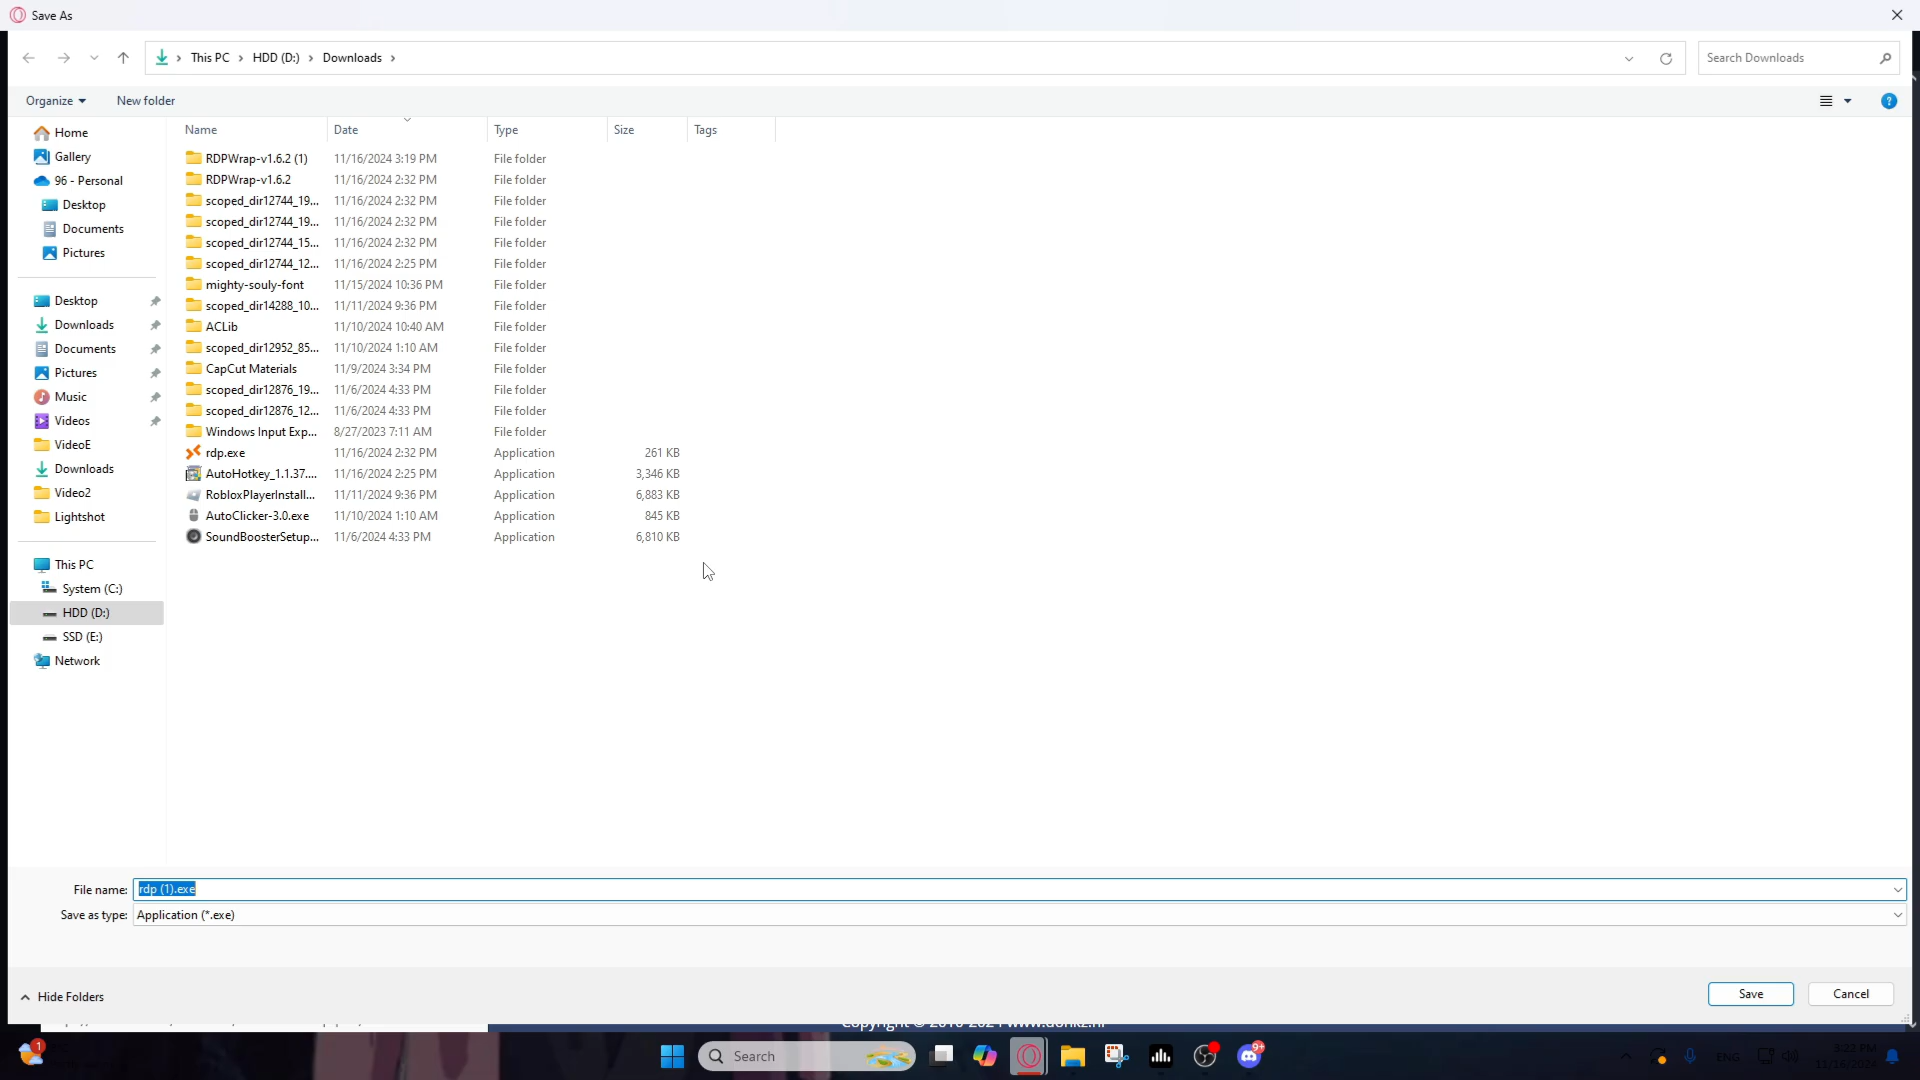 Save As
This PC > HDD (D:) > Downloads >
Search Downloads
Organize
New folder
Name Date Type Size Tags
Home
Gallery
96 - Personal
Desktop
Documents
Pictures
Desktop
Downloads
Documents
Pictures
Music
Videos
VideoE
Downloads
Video2
Lightshot
This PC
System (C:)
HDD (D:)
SSD (E:)
Network
RDPWrap-v1.6.2 (1) 11/16/2024 3:19 PM File folder
RDPWrap-v1.6.2 11/16/2024 2:32 PM File folder
scoped_dir12744_19... 11/16/2024 2:32 PM File folder
scoped_dir12744_19... 11/16/2024 2:32 PM File folder
scoped_dir12744_15... 11/16/2024 2:32 PM File folder
scoped_dir12744_12... 11/16/2024 2:25 PM File folder
mighty-souly-font 11/15/2024 10:36 PM File folder
scoped_dir14288_10... 11/11/2024 9:36 PM File folder
ACLib 11/10/2024 10:40 AM File folder
scoped_dir12952_85... 11/10/2024 1:10 AM File folder
CapCut Materials 11/9/2024 3:34 PM File folder
scoped_dir12876_19... 11/6/2024 4:33 PM File folder
scoped_dir12876_12... 11/6/2024 4:33 PM File folder
Windows Input Exp... 8/27/2023 7:11 AM File folder
rdp.exe 11/16/2024 2:32 PM Application 261 KB
AutoHotkey_1.1.37.... 11/16/2024 2:25 PM Application 3,346 KB
RobloxPlayerInstall... 11/11/2024 9:36 PM Application 6,883 KB
AutoClicker-3.0.exe 11/10/2024 1:10 AM Application 845 KB
SoundBoosterSetup... 11/6/2024 4:33 PM Application 6,810 KB
File name: rdp (1).exe
Save as type: Application (*.exe)
Hide Folders
Save
Cancel
1
Search
9+
ENG